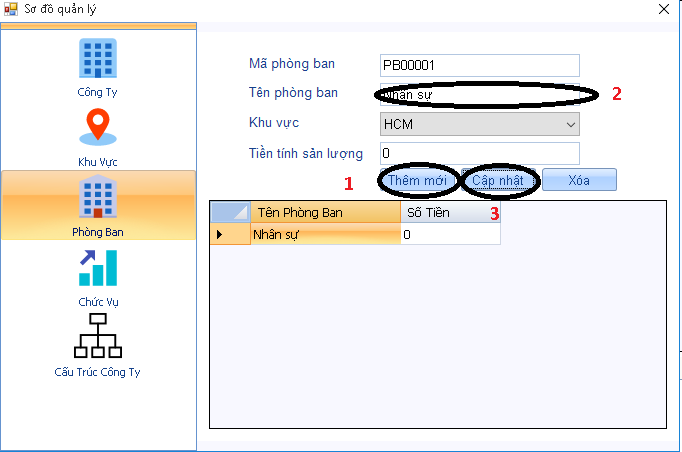 Sơ đồ quản lý
Công Ty
Khu Vực
Phòng Ban
Chức Vụ
Cấu Trúc Công Ty
Mã phòng ban PB00001
Tên phòng ban Nhân sự 2
Khu vực HCM
Tiền tính sản lượng 0
1 Thêm mới Cập nhật Xóa
3
Tên Phòng Ban Số Tiền
Nhân sự 0